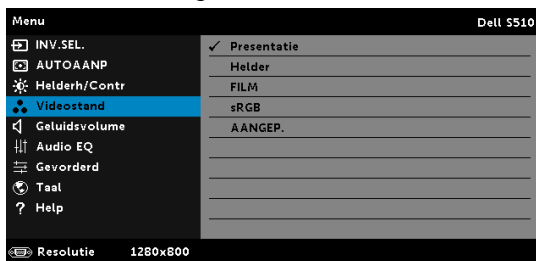 Menu Dell S510
INV.SEL.
AUTOAANP
Helderh/Contr
Videostand
Geluidsvolume
Audio EQ
Gevorderd
Taal
? Help
✓ Presentatie
Helder
FILM
sRGB
AANGEP.
Resolutie 1280x800